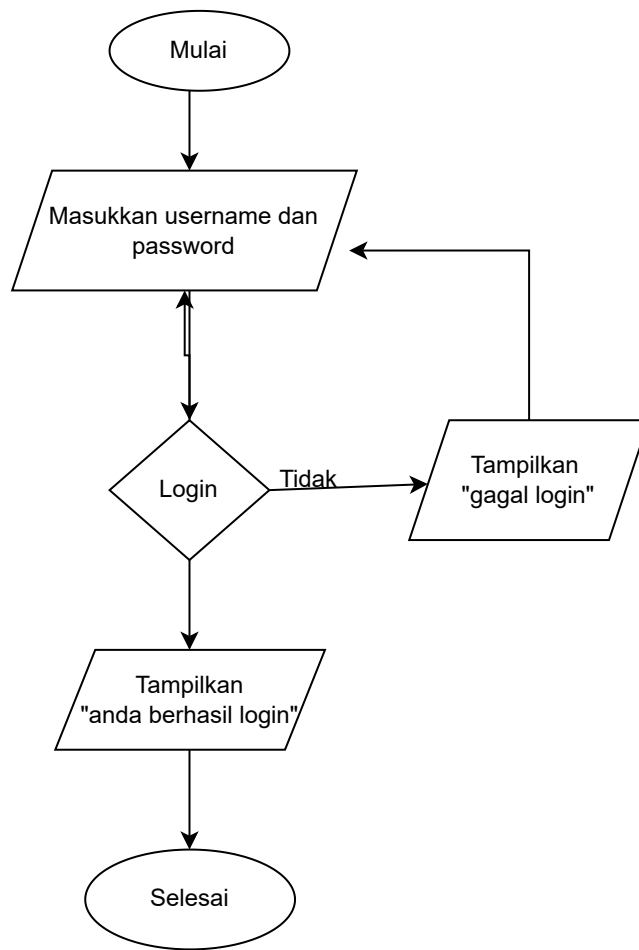 Mulai
Masukkan username dan
password
Login
Tidak
Tampilkan
"gagal login"
Tampilkan
"anda berhasil login"
Selesai